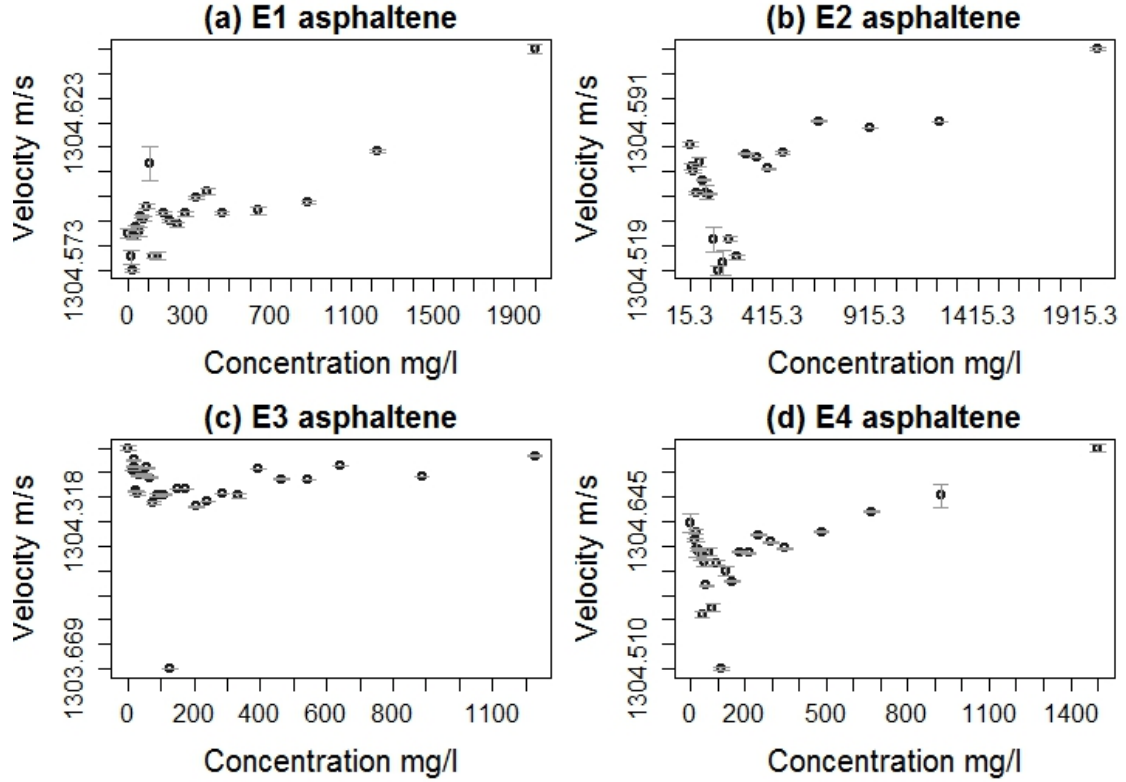 (a) E1 asphaltene
Velocity m/s
1304.623
1304.573
0 300 700 1100 1500 1900
Concentration mg/l
(b) E2 asphaltene
Velocity m/s
1304.591
1304.519
15.3 415.3 915.3 1415.3 1915.3
Concentration mg/l
(c) E3 asphaltene
Velocity m/s
1304.318
1303.669
0 200 400 600 800 1100
Concentration mg/l
(d) E4 asphaltene
Velocity m/s
1304.645
1304.510
0 200 500 800 1100 1400
Concentration mg/l